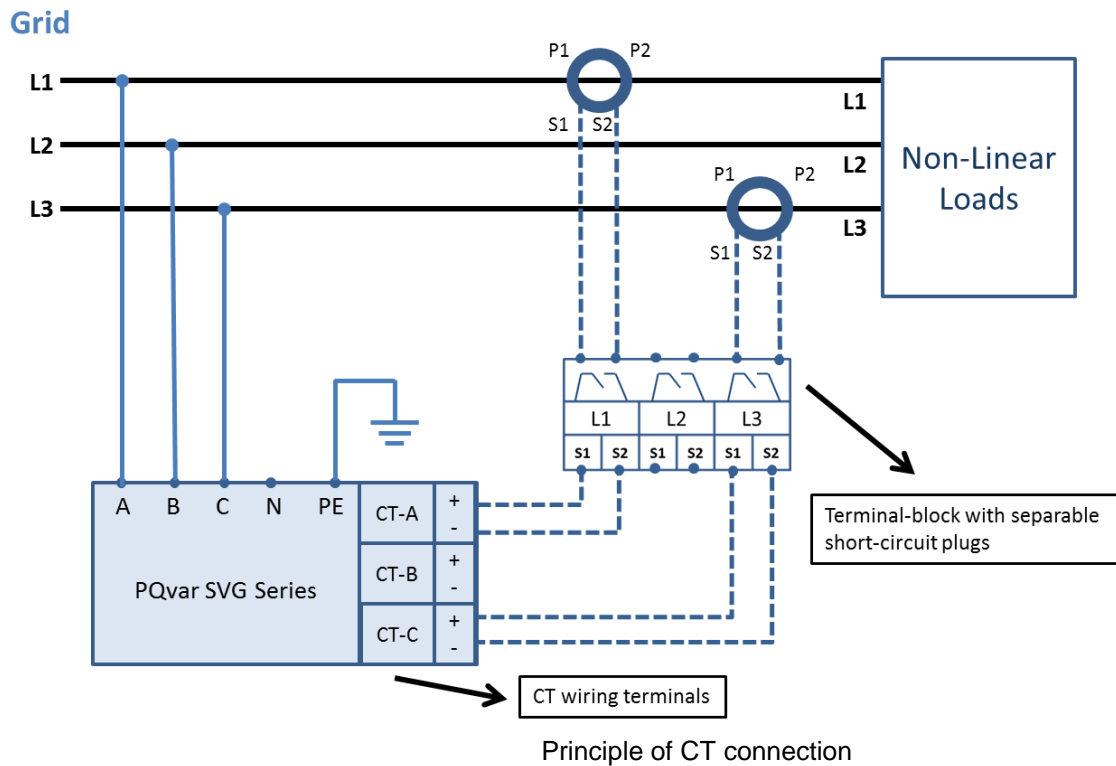 Grid
P1 P2
L1
L1
S1 S2
L2
L2
P1 P2
L3
L3
S1 S2
Non-Linear
Loads
L1 L2 L3
S1 S2 S1 S2 S1 S2
A B C N PE
CT-A + -
CT-B + -
CT-C + -
PQvar SVG Series
Terminal-block with separable
short-circuit plugs
CT wiring terminals
Principle of CT connection